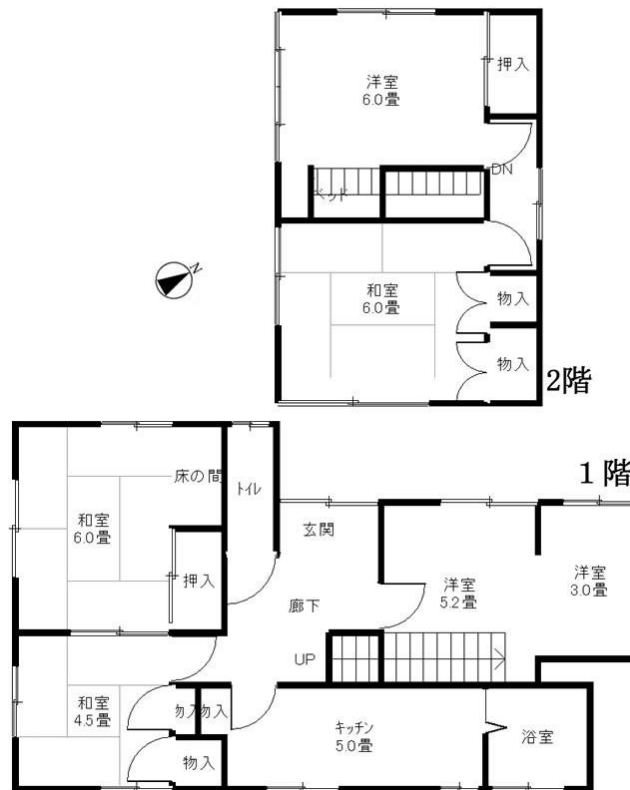 洋室
6.0畳
押入
DN
ベッド
N
和室
6.0畳
物入
物入
2階
1階
床の間
トイレ
和室
6.0畳
押入
玄関
廊下
洋室
5.2畳
洋室
3.0畳
UP
和室
4.5畳
物入
物入
物入
キッチン
5.0畳
浴室